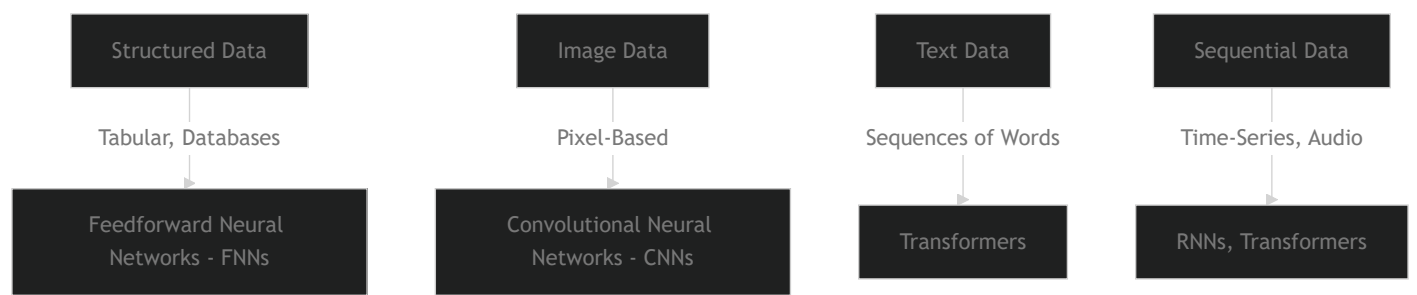 Structured Data
Image Data
Text Data
Sequential Data
Tabular, Databases
Pixel-Based
Sequences of Words
Time-Series, Audio
Feedforward Neural
Networks - FNNs
Convolutional Neural
Networks - CNNs
Transformers
RNNs, Transformers